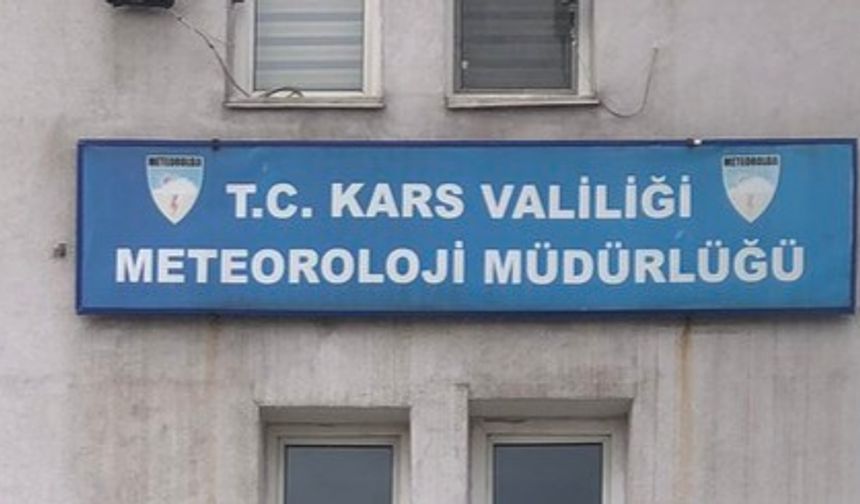 METEOROLOJİ
METEOROLOJİ
T.C. KARS VALİLİĞİ
METEOROLOJİ MÜDÜRLÜĞÜ